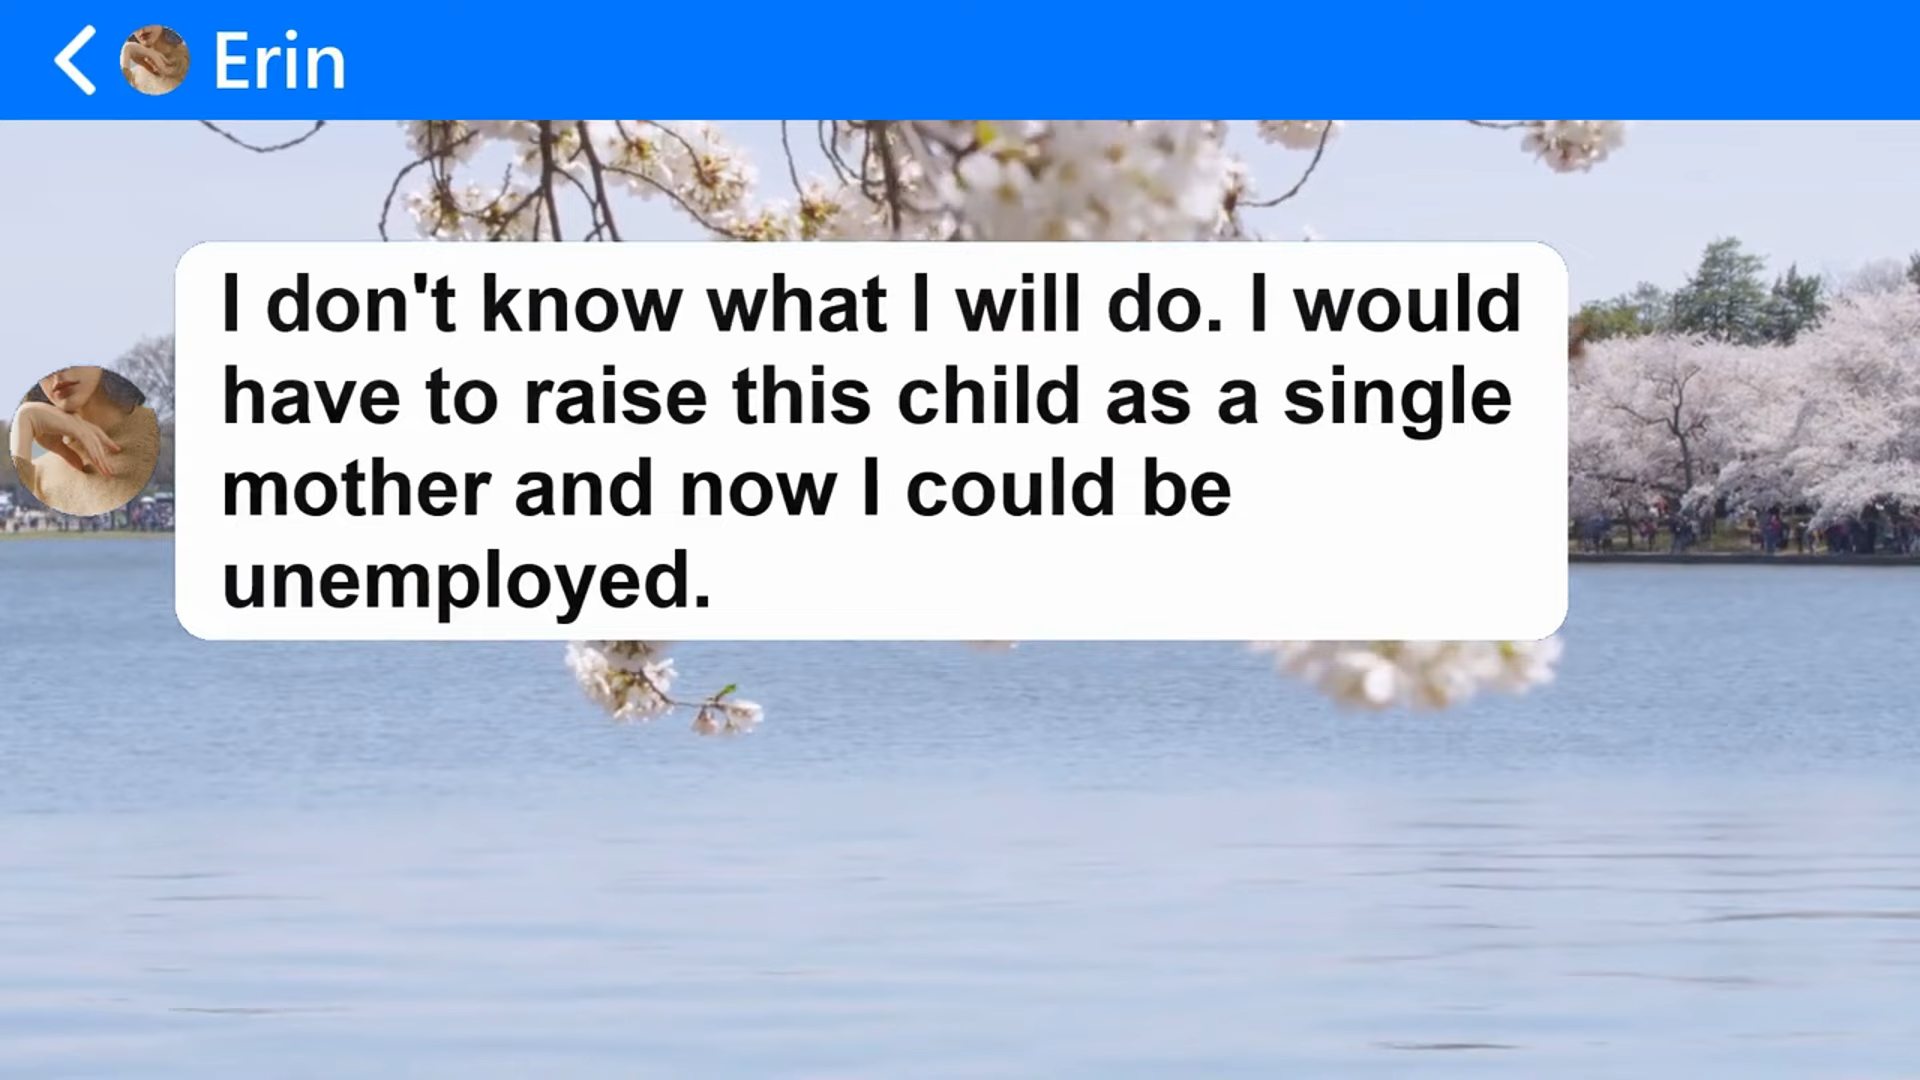 Erin
I don't know what I will do. I would
have to raise this child as a single
mother and now I could be
unemployed.